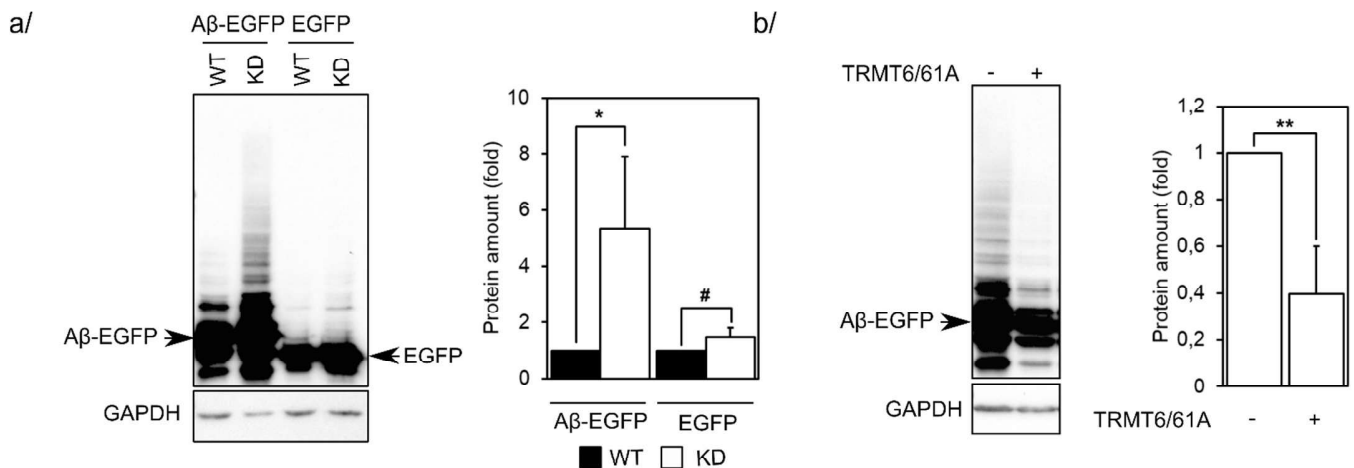 a/
Aβ-EGFP EGFP
WT KD WT KD
Aβ-EGFP
EGFP
GAPDH
Protein amount (fold)
10
8
6
4
2
0
*
#
Aβ-EGFP EGFP
WT KD
b/
TRMT6/61A - +
Aβ-EGFP
GAPDH
Protein amount (fold)
1,2
1
0,8
0,6
0,4
0,2
0
**
TRMT6/61A - +